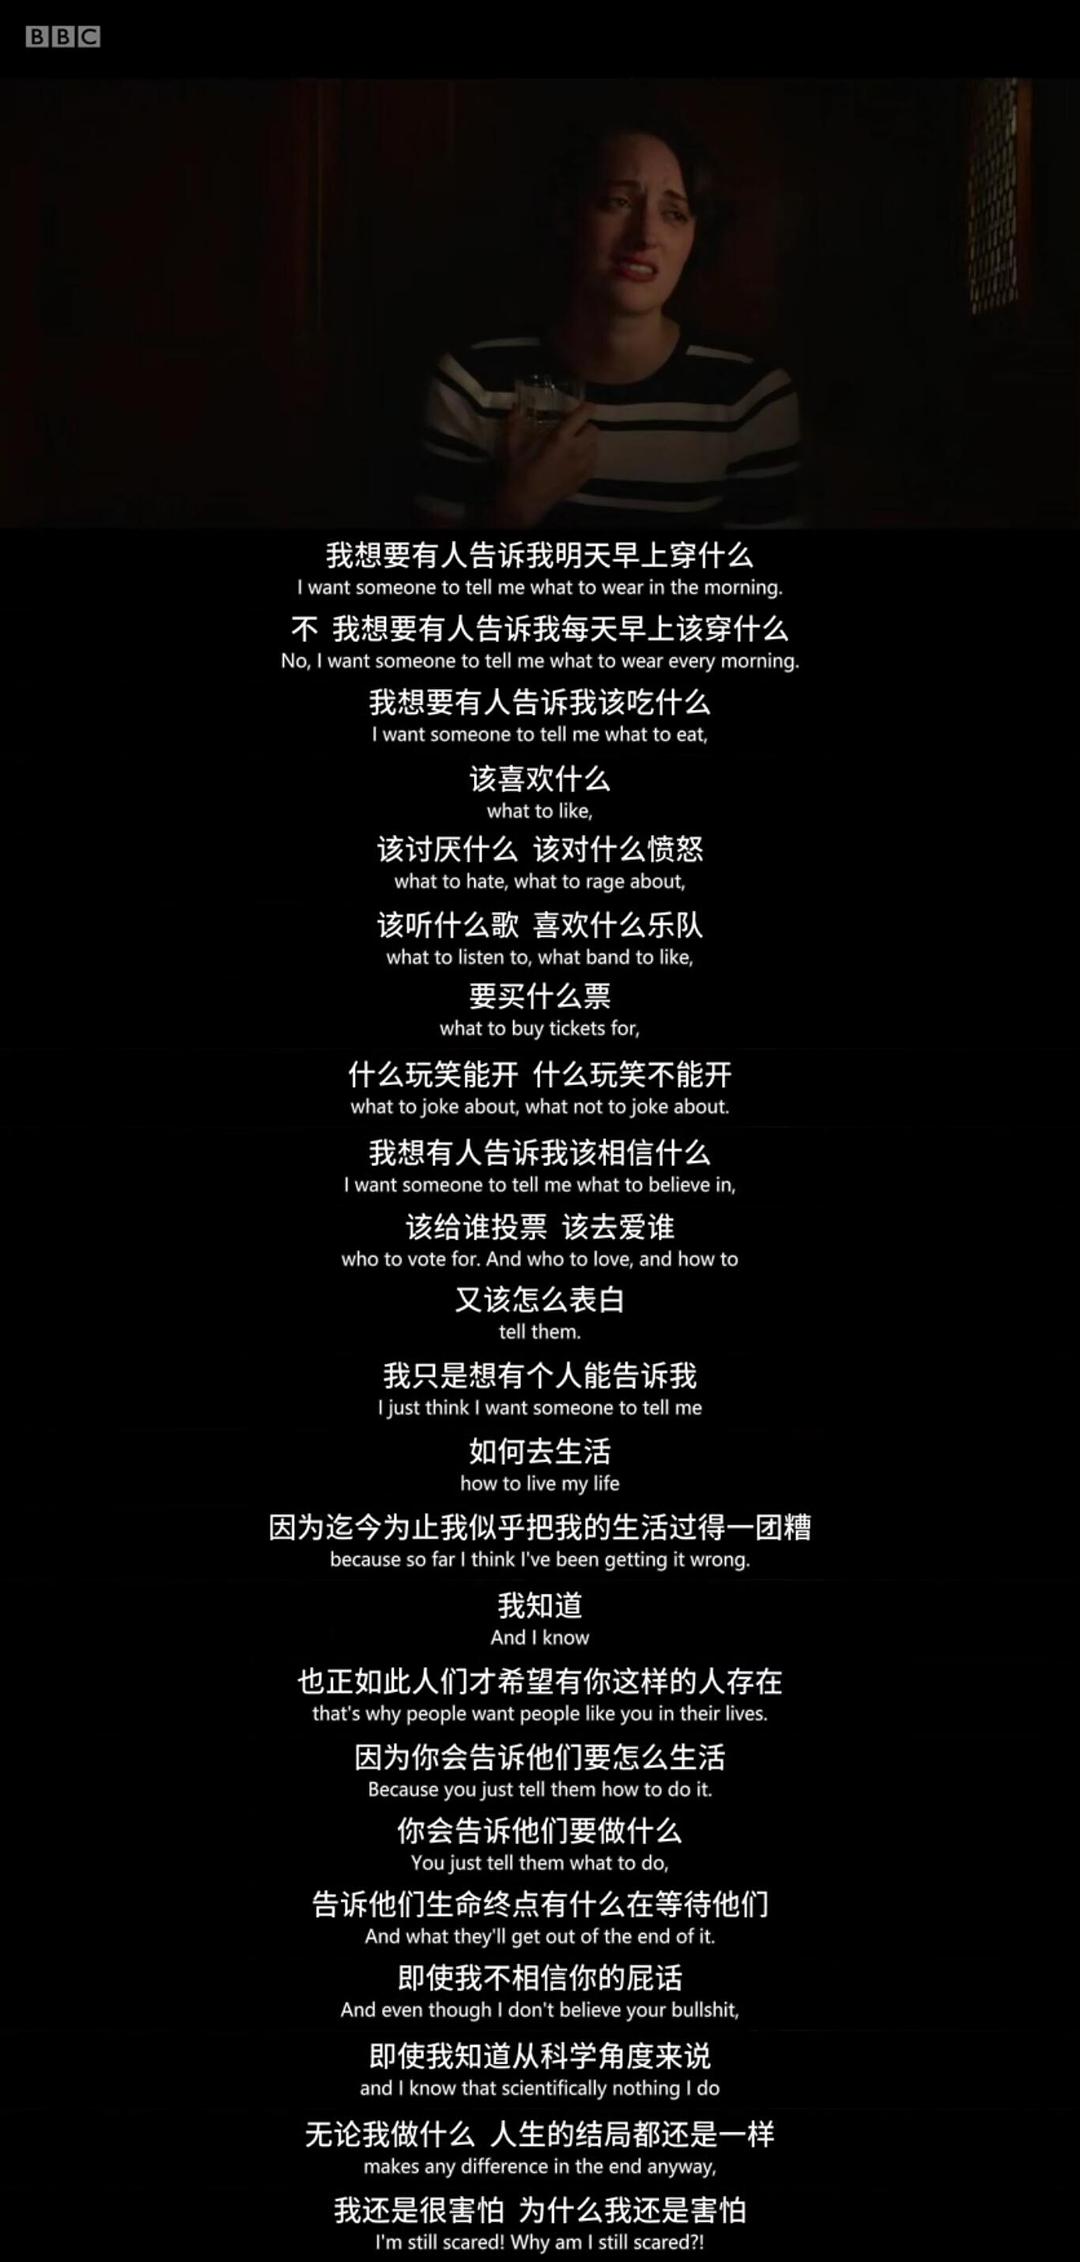 BBC
我想要有人告诉我明天早上穿什么
I want someone to tell me what to wear in the morning.
不 我想要有人告诉我每天早上该穿什么
No, I want someone to tell me what to wear every morning.
我想要有人告诉我该吃什么
I want someone to tell me what to eat,
该喜欢什么
what to like,
该讨厌什么 该对什么愤怒
what to hate, what to rage about,
该听什么歌 喜欢什么乐队
what to listen to, what band to like,
要买什么票
what to buy tickets for,
什么玩笑能开 什么玩笑不能开
what to joke about, what not to joke about.
我想有人告诉我该相信什么
I want someone to tell me what to believe in,
该给谁投票 该去爱谁
who to vote for. And who to love, and how to
又该怎么表白
tell them.
我只是想有个人能告诉我
I just think I want someone to tell me
如何去生活
how to live my life
因为迄今为止我似乎把我的生活过得一团糟
because so far I think I've been getting it wrong.
我知道
And I know
也正如此人们才希望有你这样的人存在
that's why people want people like you in their lives.
因为你会告诉他们要怎么生活
Because you just tell them how to do it.
你会告诉他们要做什么
You just tell them what to do,
告诉他们生命终点有什么在等待他们
And what they'll get out of the end of it.
即使我不相信你的屁话
And even though I don't believe your bullshit,
即使我知道从科学角度来说
and I know that scientifically nothing I do
无论我做什么 人生的结局都还是一样
makes any difference in the end anyway,
我还是很害怕 为什么我还是害怕
I'm still scared! Why am I still scared?!